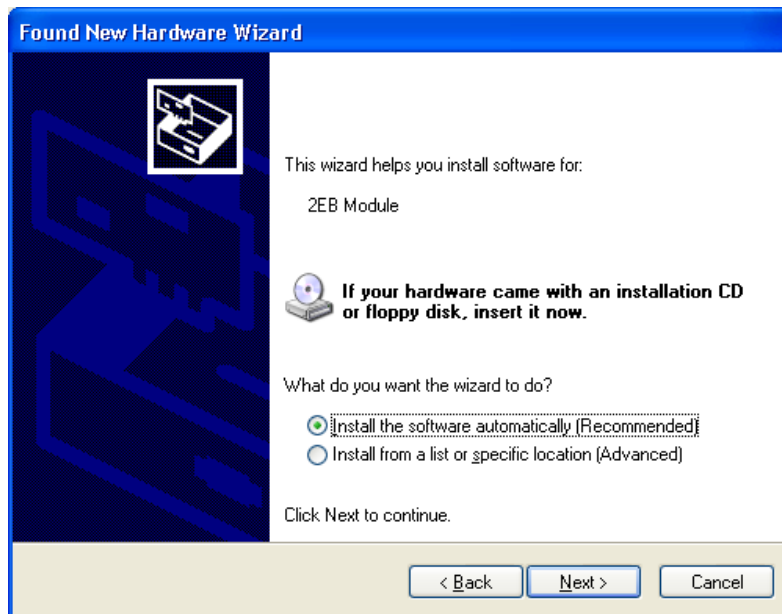 Found New Hardware Wizard
This wizard helps you install software for:
2EB Module
If your hardware came with an installation CD
or floppy disk, insert it now.
What do you want the wizard to do?
Install the software automatically (Recommended)
Install from a list or specific location (Advanced)
Click Next to continue.
< Back Next > Cancel